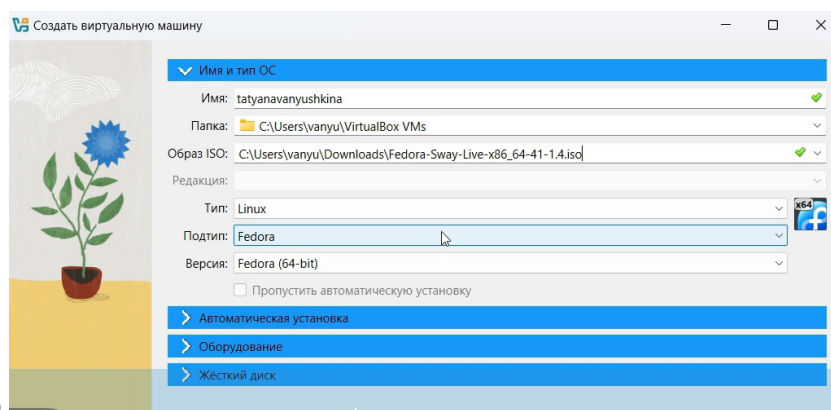 Создать виртуальную машину
Имя и тип ОС
Имя: tatyanavanyushkina
Папка: C:\Users\vanyu\VirtualBox VMs
Образ ISO: C:\Users\vanyu\Downloads\Fedora-Sway-Live-x86_64-41-1.4.iso
Редакция:
Тип: Linux
x64
Подтип: Fedora
Версия: Fedora (64-bit)
Пропустить автоматическую установку
Автоматическая установка
Оборудование
Жёсткий диск